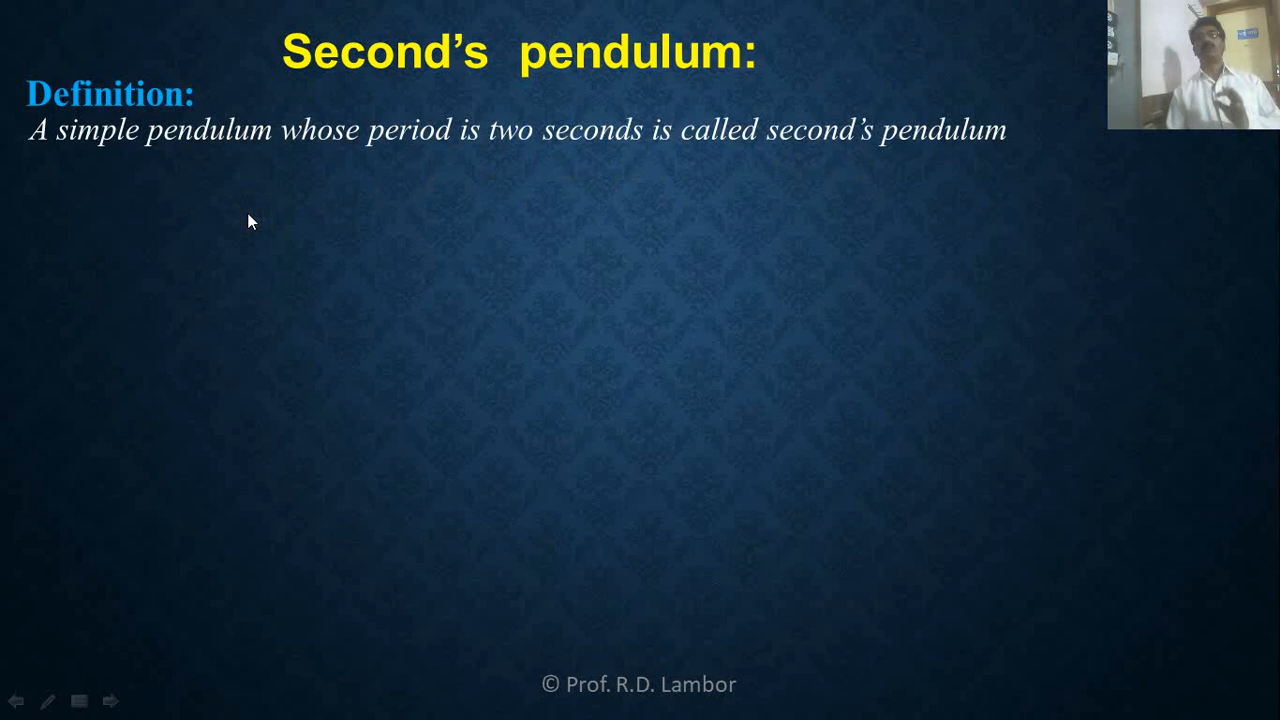 Second’s pendulum:
Definition:
A simple pendulum whose period is two seconds is called second’s pendulum
© Prof. R.D. Lambor